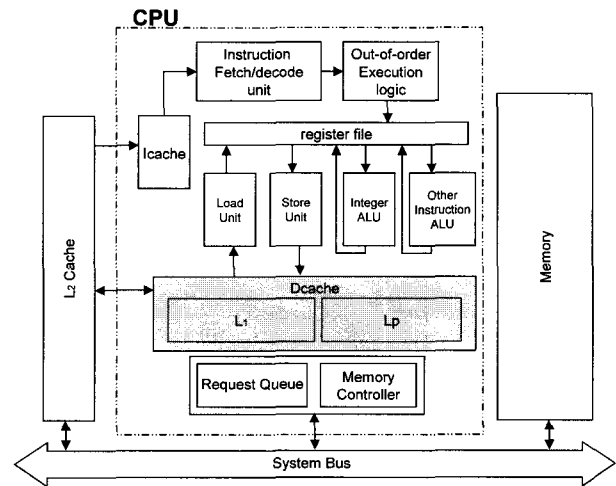 CPU
Instruction
Fetch/decode
unit
Out-of-order
Execution
logic
Icache
register file
Load
Unit
Store
Unit
Integer
ALU
Other
Instruction
ALU
L2 Cache
Memory
Dcache
L1
Lp
Request Queue
Memory
Controller
System Bus